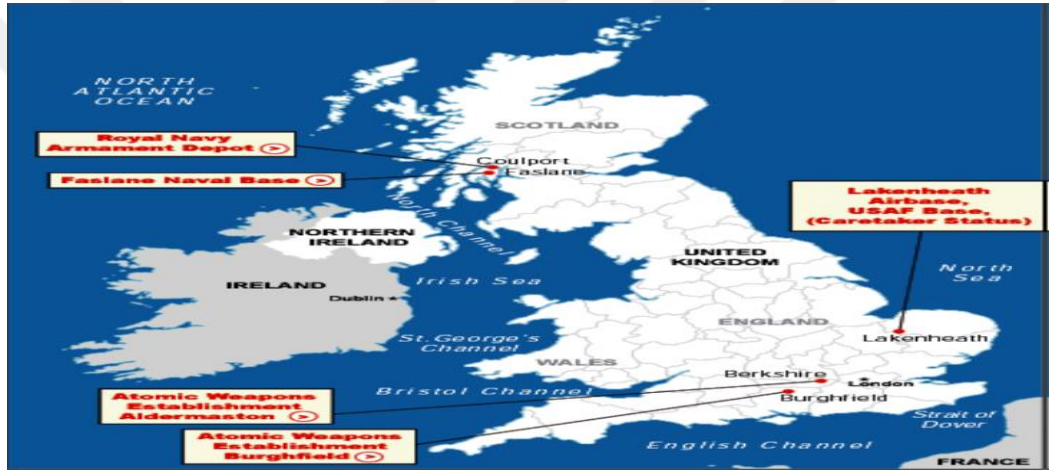 NORTH
ATLANTIC
OCEAN
SCOTLAND
Royal Navy
Armament Depot
Coulport
Faslane Naval Base
Faslane
Lakenheath
Airbase,
USAF Base,
(Caretaker Status)
North Channel
NORTHERN
IRELAND
UNITED
KINGDOM
North
Sea
IRELAND
Irish Sea
Dublin
ENGLAND
St. George's
Channel
Lakenheath
WALES
Berkshire
London
Bristol Channel
Burghfield
Atomic Weapons
Establishment
Aldermanston
Strait of
Dover
Atomic Weapons
Establishment
Burghfield
English Channel
FRANCE